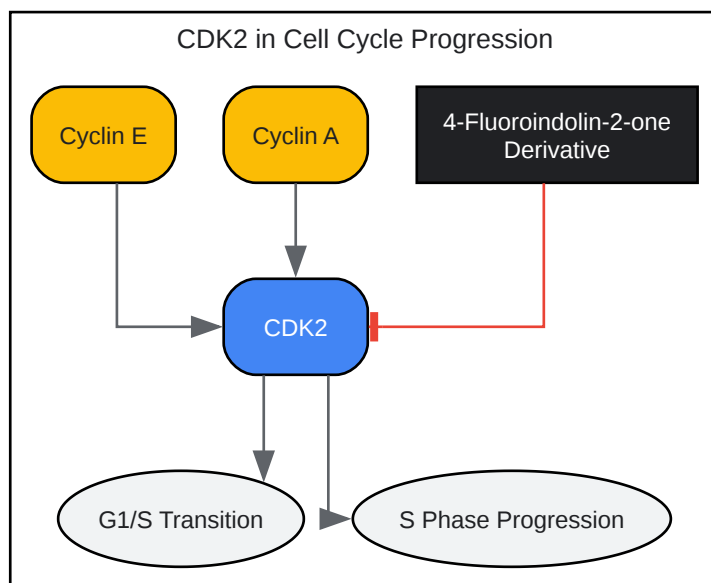 CDK2 in Cell Cycle Progression
Cyclin E
Cyclin A
4-Fluoroindolin-2-one
Derivative
CDK2
G1/S Transition
S Phase Progression